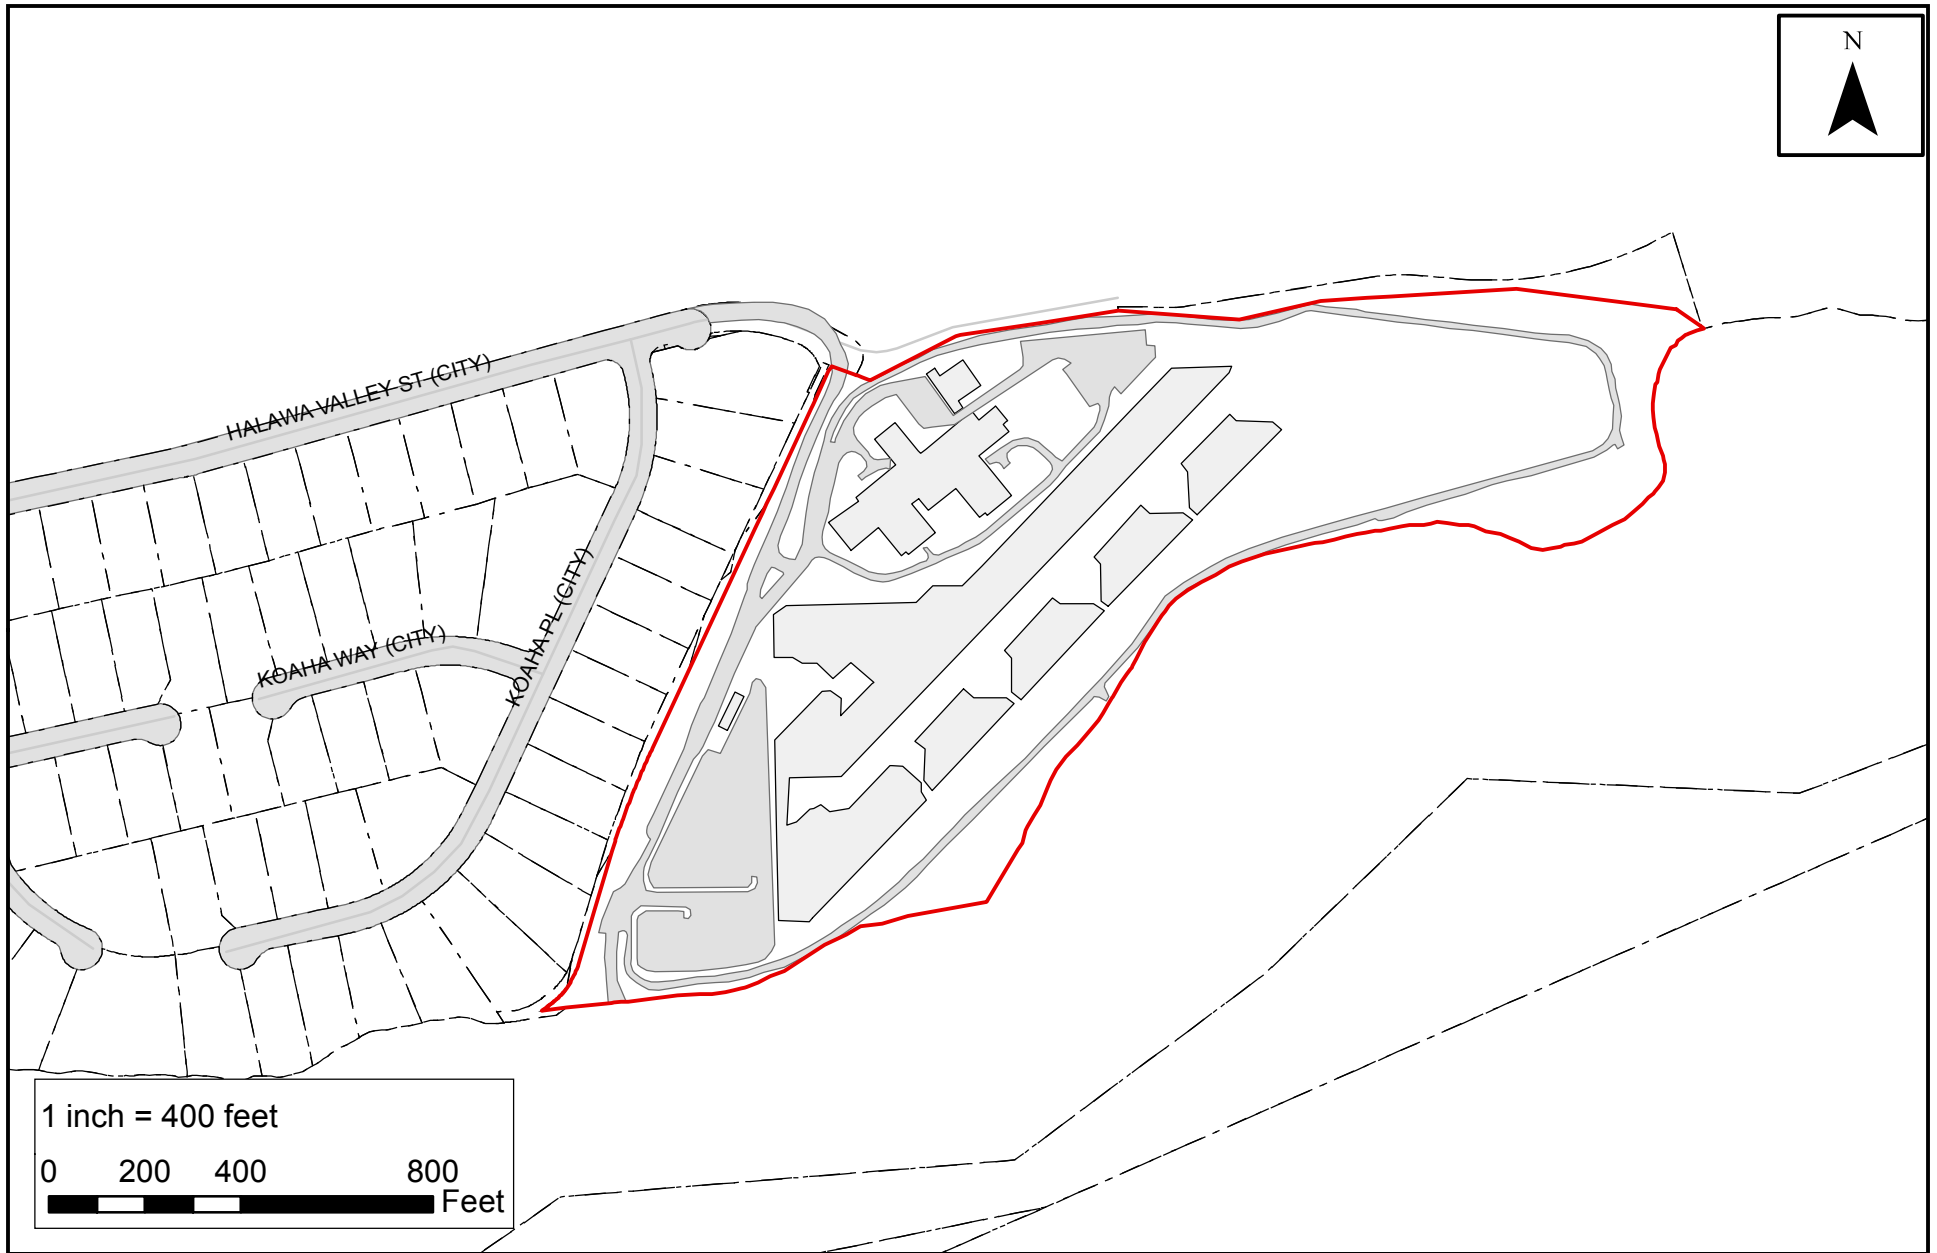 N
HALAWA VALLEY ST (CITY)
KOAHA PL (CITY)
KOAHA WAY (CITY)
1 inch = 400 feet
0 200 400 800
Feet